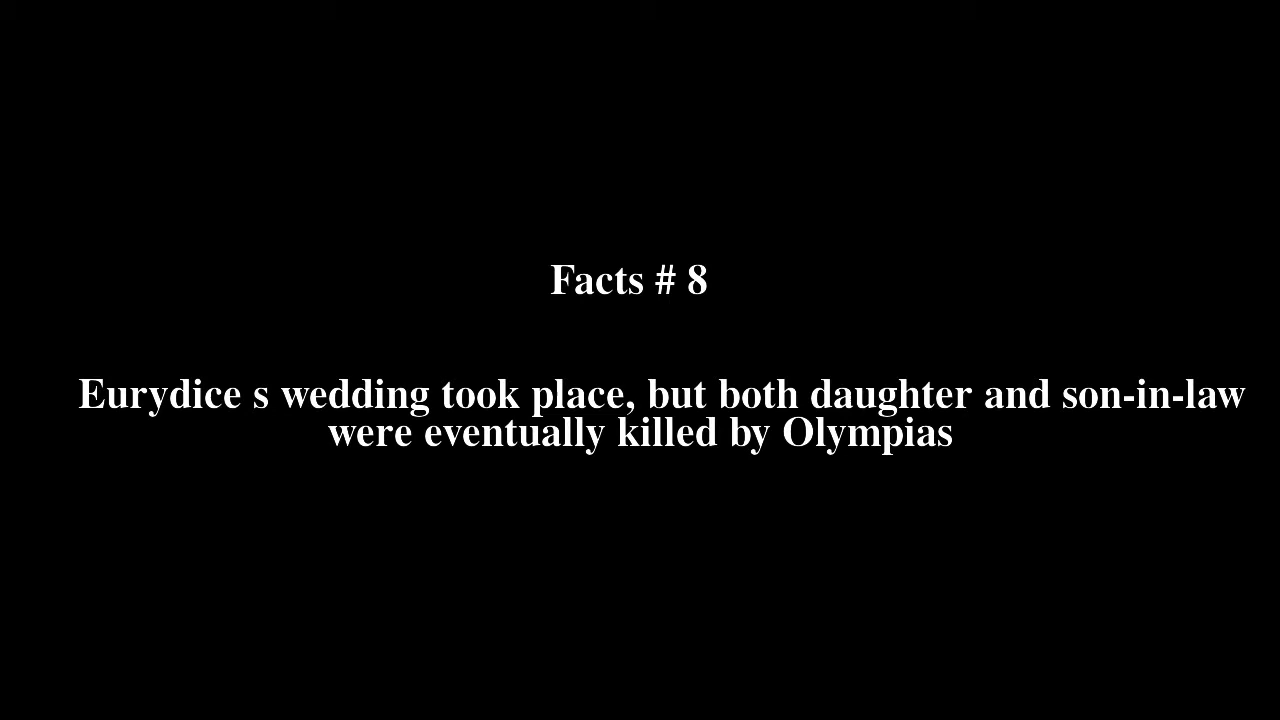 Facts # 8
Eurydice s wedding took place, but both daughter and son-in-law
were eventually killed by Olympias